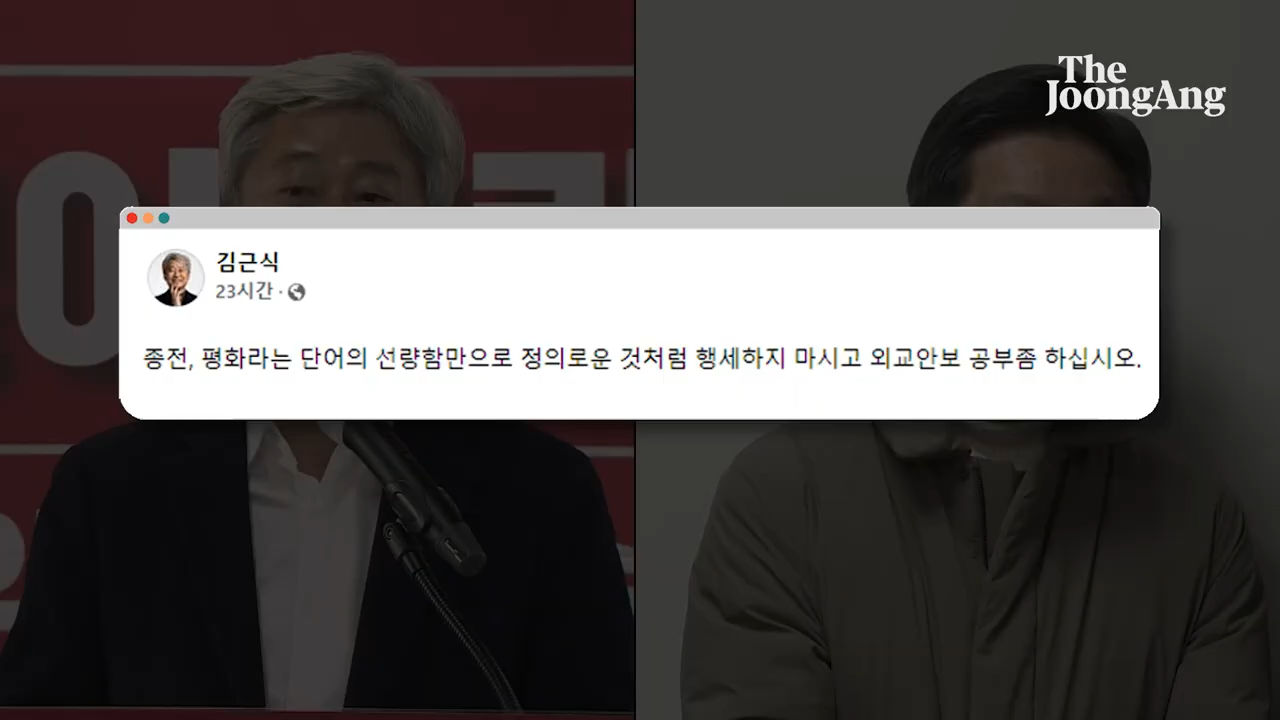 The
JoongAng
김근식
23시간 ·
종전, 평화라는 단어의 선량함만으로 정의로운 것처럼 행세하지 마시고 외교안보 공부좀 하십시오.